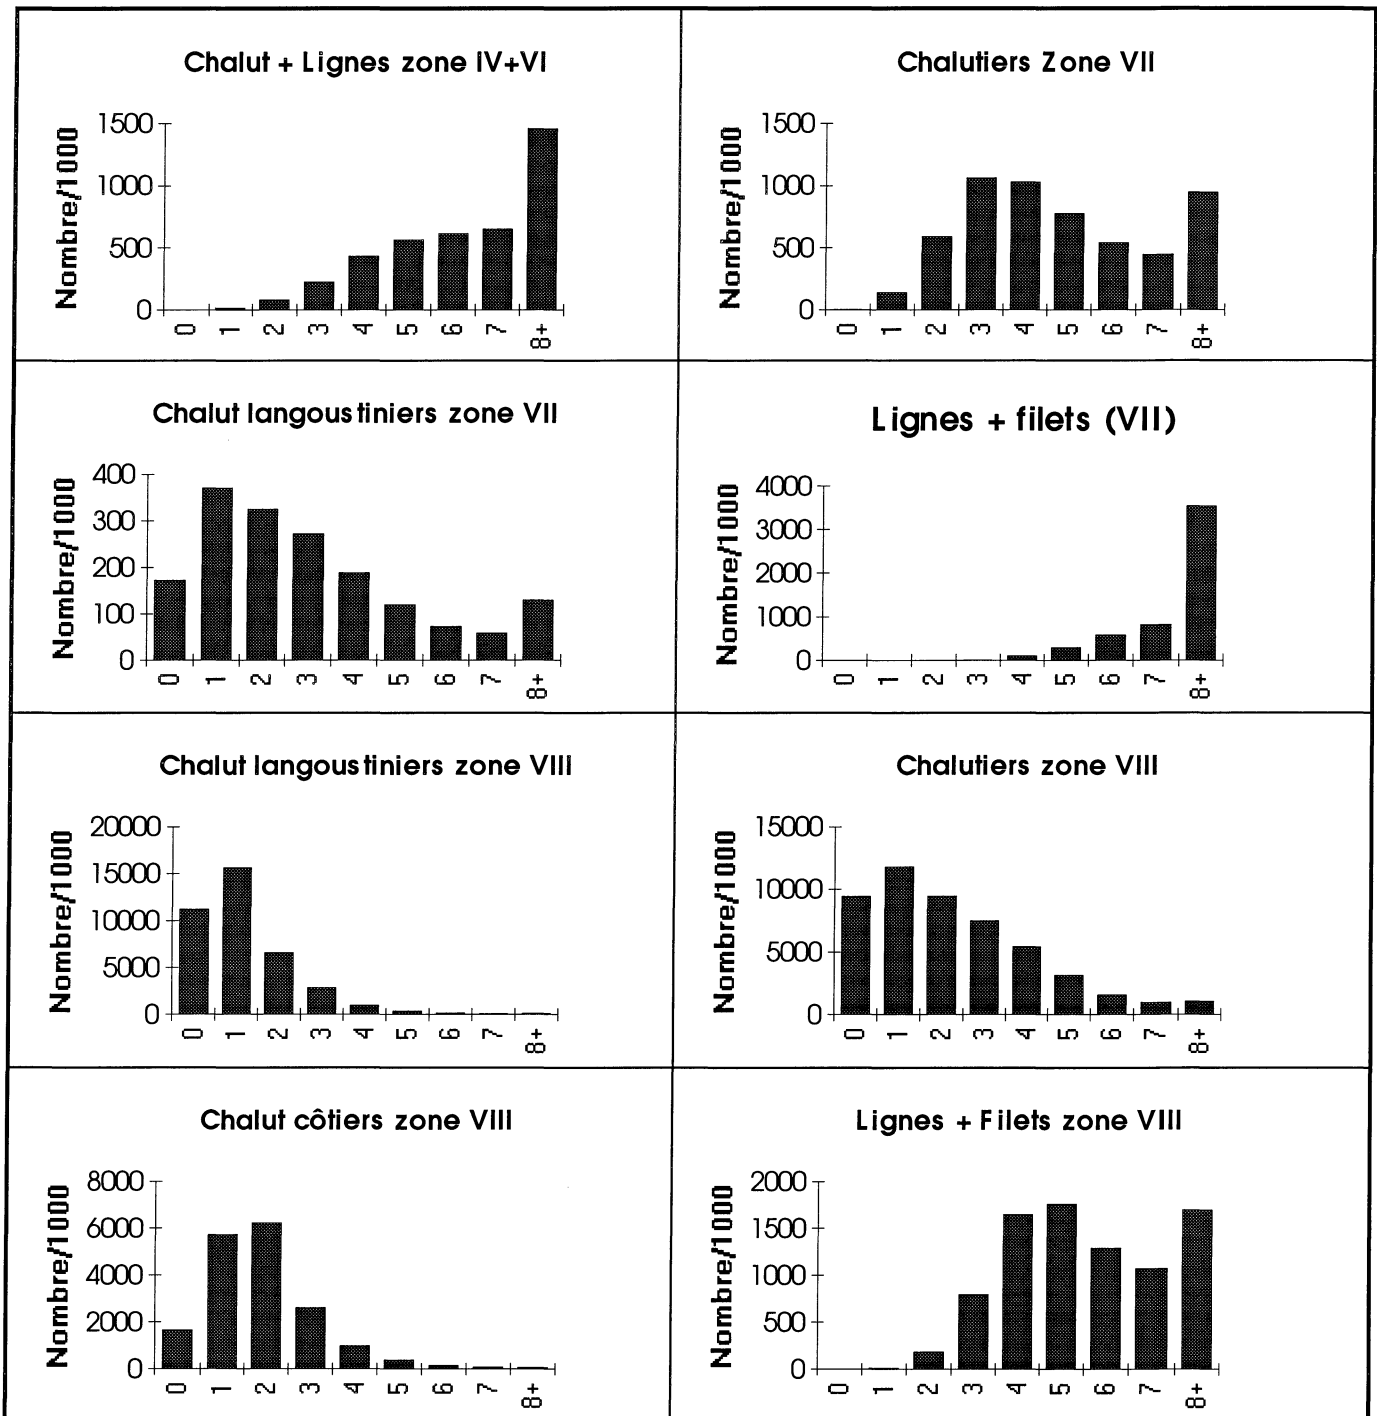 Chalut + Lignes zone IV+VI
Nombre/1000
1500
1000
500
0
0 1 2 3 4 5 6 7 8+
Chalutiers Zone VII
Nombre/1000
1500
1000
500
0
0 1 2 3 4 5 6 7 8+
Chalut langoustiniers zone VII
Nombre/1000
400
300
200
100
0
0 1 2 3 4 5 6 7 8+
Lignes + filets (VII)
Nombre/1000
4000
3000
2000
1000
0
0 1 2 3 4 5 6 7 8+
Chalut langoustiniers zone VIII
Nombre/1000
20000
15000
10000
5000
0
0 1 2 3 4 5 6 7 8+
Chalutiers zone VIII
Nombre/1000
15000
10000
5000
0
0 1 2 3 4 5 6 7 8+
Chalut côtiers zone VIII
Nombre/1000
8000
6000
4000
2000
0
0 1 2 3 4 5 6 7 8+
Lignes + Filets zone VIII
Nombre/1000
2000
1500
1000
500
0
0 1 2 3 4 5 6 7 8+